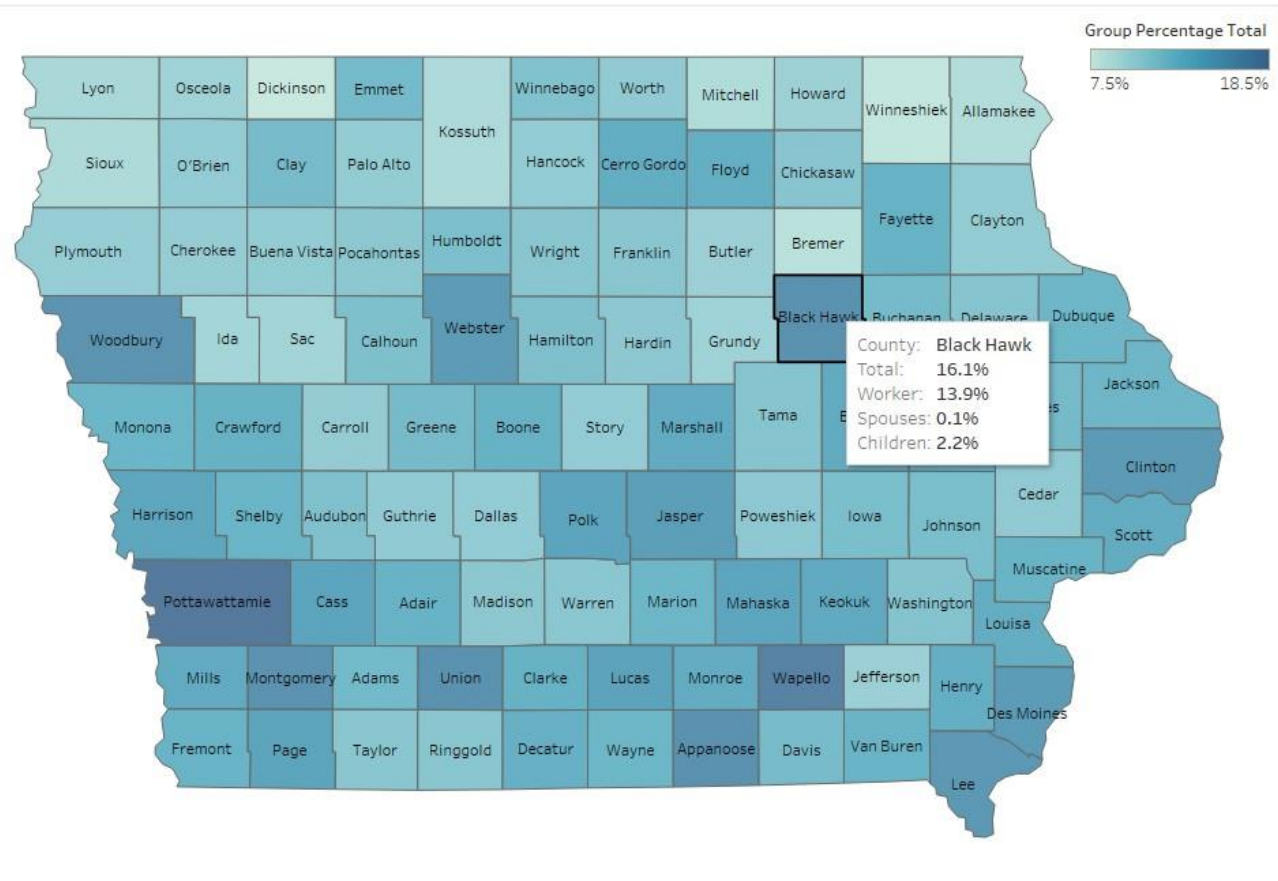 Group Percentage Total
7.5% 18.5%
Lyon Osceola Dickinson Emmet Winnebago Worth Mitchell Howard
Winneshiek Allamakee
Kossuth
Sioux O'Brien Clay Palo Alto Hancock Cerro Gordo Floyd Chickasaw
Fayette Clayton
Plymouth Cherokee Buena Vista Pocahontas Humboldt Wright Franklin Butler Bremer
Woodbury Ida Sac Calhoun Webster Hamilton Hardin Grundy Black Hawk Buchanan Delaware Dubuque
County: Black Hawk
Total: 16.1%
Worker: 13.9%
Spouses: 0.1%
Children: 2.2%
Jackson
Monona Crawford Carroll Greene Boone Story Marshall Tama
Clinton
Cedar
Harrison Shelby Audubon Guthrie Dallas Polk Jasper Poweshiek Iowa Johnson
Scott
Muscatine
Pottawattamie Cass Adair Madison Warren Marion Mahaska Keokuk Washington
Louisa
Mills Montgomery Adams Union Clarke Lucas Monroe Wapello Jefferson Henry
Des Moines
Fremont Page Taylor Ringgold Decatur Wayne Appanoose Davis Van Buren
Lee